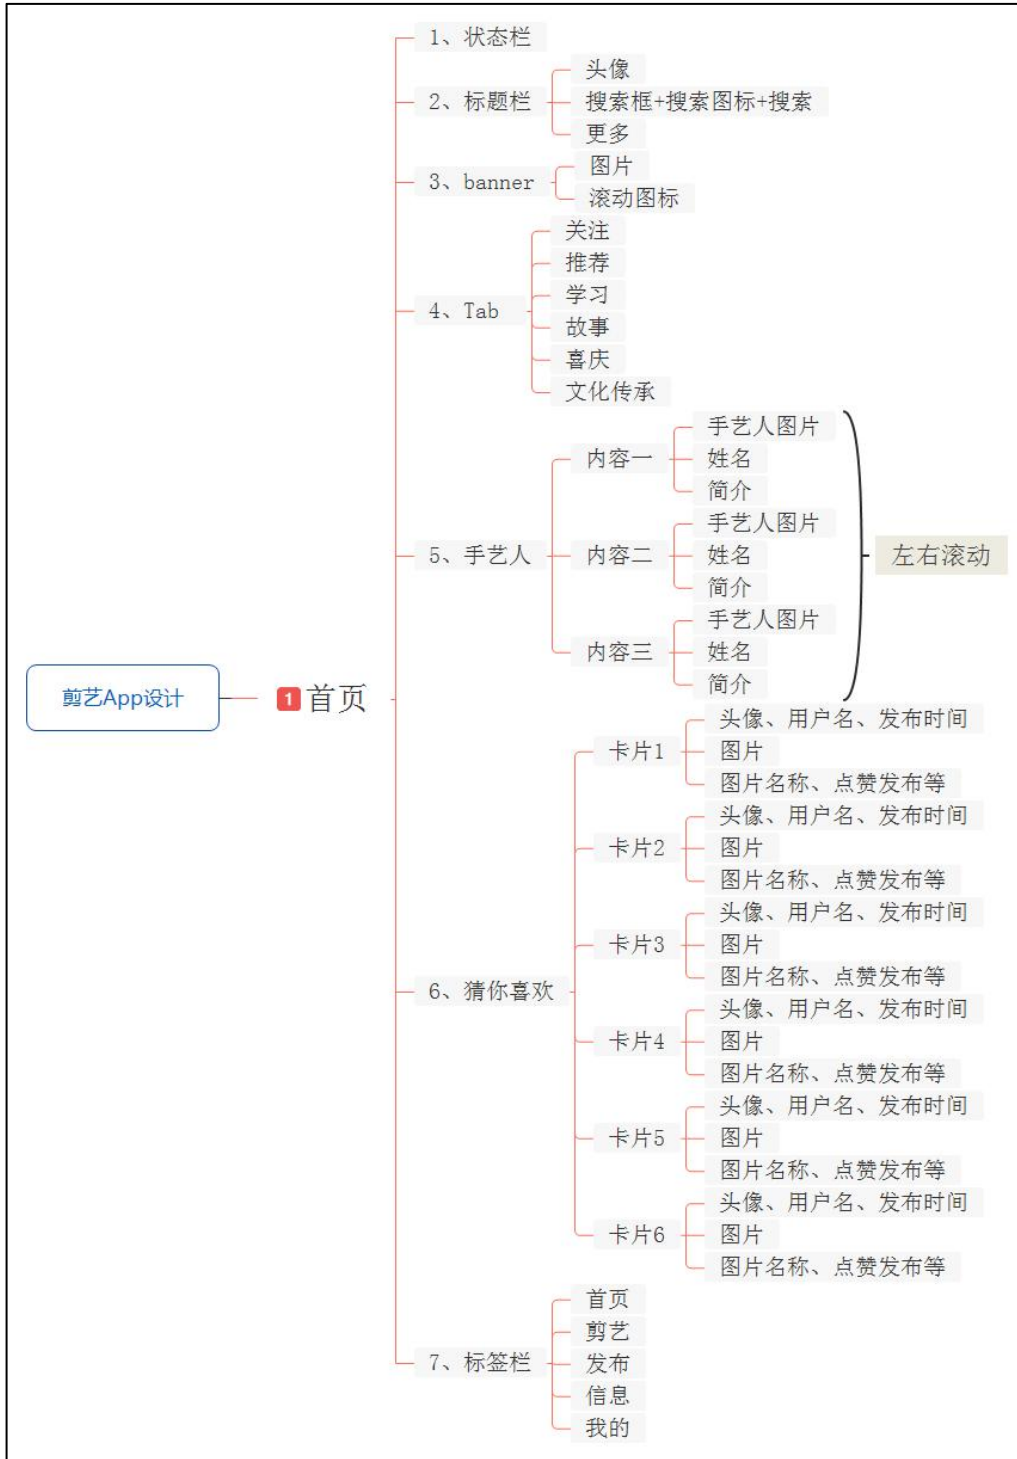 剪艺App设计
1 首页
1、状态栏
2、标题栏
头像
搜索框+搜索图标+搜索
更多
3、banner
图片
滚动图标
4、Tab
关注
推荐
学习
故事
喜庆
文化传承
5、手艺人
内容一
手艺人图片
姓名
简介
内容二
手艺人图片
姓名
简介
内容三
手艺人图片
姓名
简介
左右滚动
6、猜你喜欢
卡片1
头像、用户名、发布时间
图片
图片名称、点赞发布等
卡片2
头像、用户名、发布时间
图片
图片名称、点赞发布等
卡片3
头像、用户名、发布时间
图片
图片名称、点赞发布等
卡片4
头像、用户名、发布时间
图片
图片名称、点赞发布等
卡片5
头像、用户名、发布时间
图片
图片名称、点赞发布等
卡片6
头像、用户名、发布时间
图片
图片名称、点赞发布等
7、标签栏
首页
剪艺
发布
信息
我的